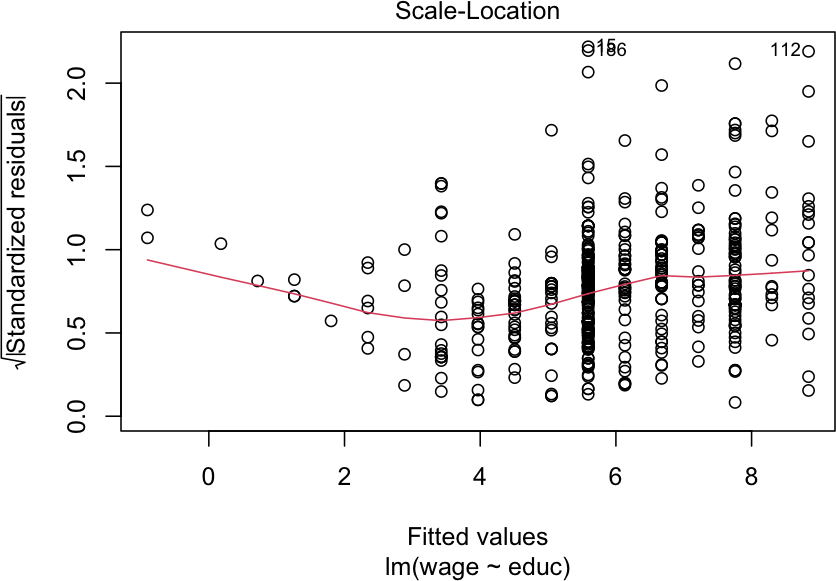 Scale-Location
√|Standardized residuals|
2.0
1.5
1.0
0.5
0.0
15
186
112
0 2 4 6 8
Fitted values
lm(wage ~ educ)